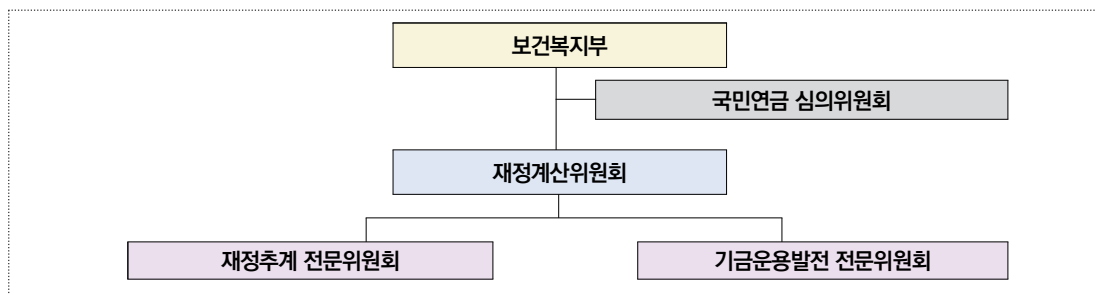 보건복지부
국민연금 심의위원회
재정계산위원회
재정추계 전문위원회
기금운용발전 전문위원회